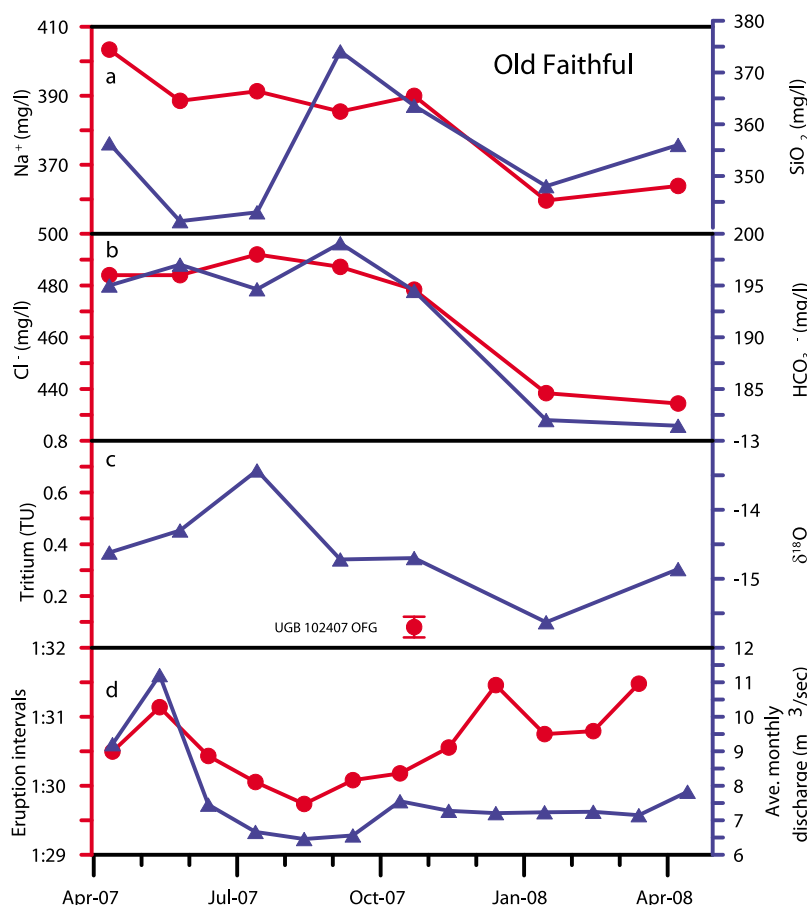 Old Faithful
a
Na⁺ (mg/l)
410
390
370
SiO₂ (mg/l)
380
370
360
350
b
Cl⁻ (mg/l)
500
480
460
440
HCO₃⁻ (mg/l)
200
195
190
185
c
Tritium (TU)
0.8
0.6
0.4
0.2
UGB 102407 OFG
δ¹⁸O
-13
-14
-15
d
Eruption intervals
1:32
1:31
1:30
1:29
Ave. monthly
discharge (m³/sec)
12
11
10
9
8
7
6
Apr-07 Jul-07 Oct-07 Jan-08 Apr-08